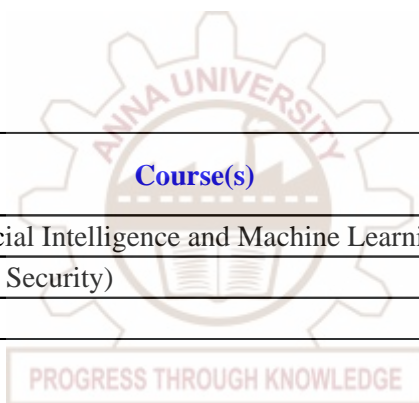 ANNA UNIVERSITY
Course(s)
cial Intelligence and Machine Learni
Security)
PROGRESS THROUGH KNOWLEDGE